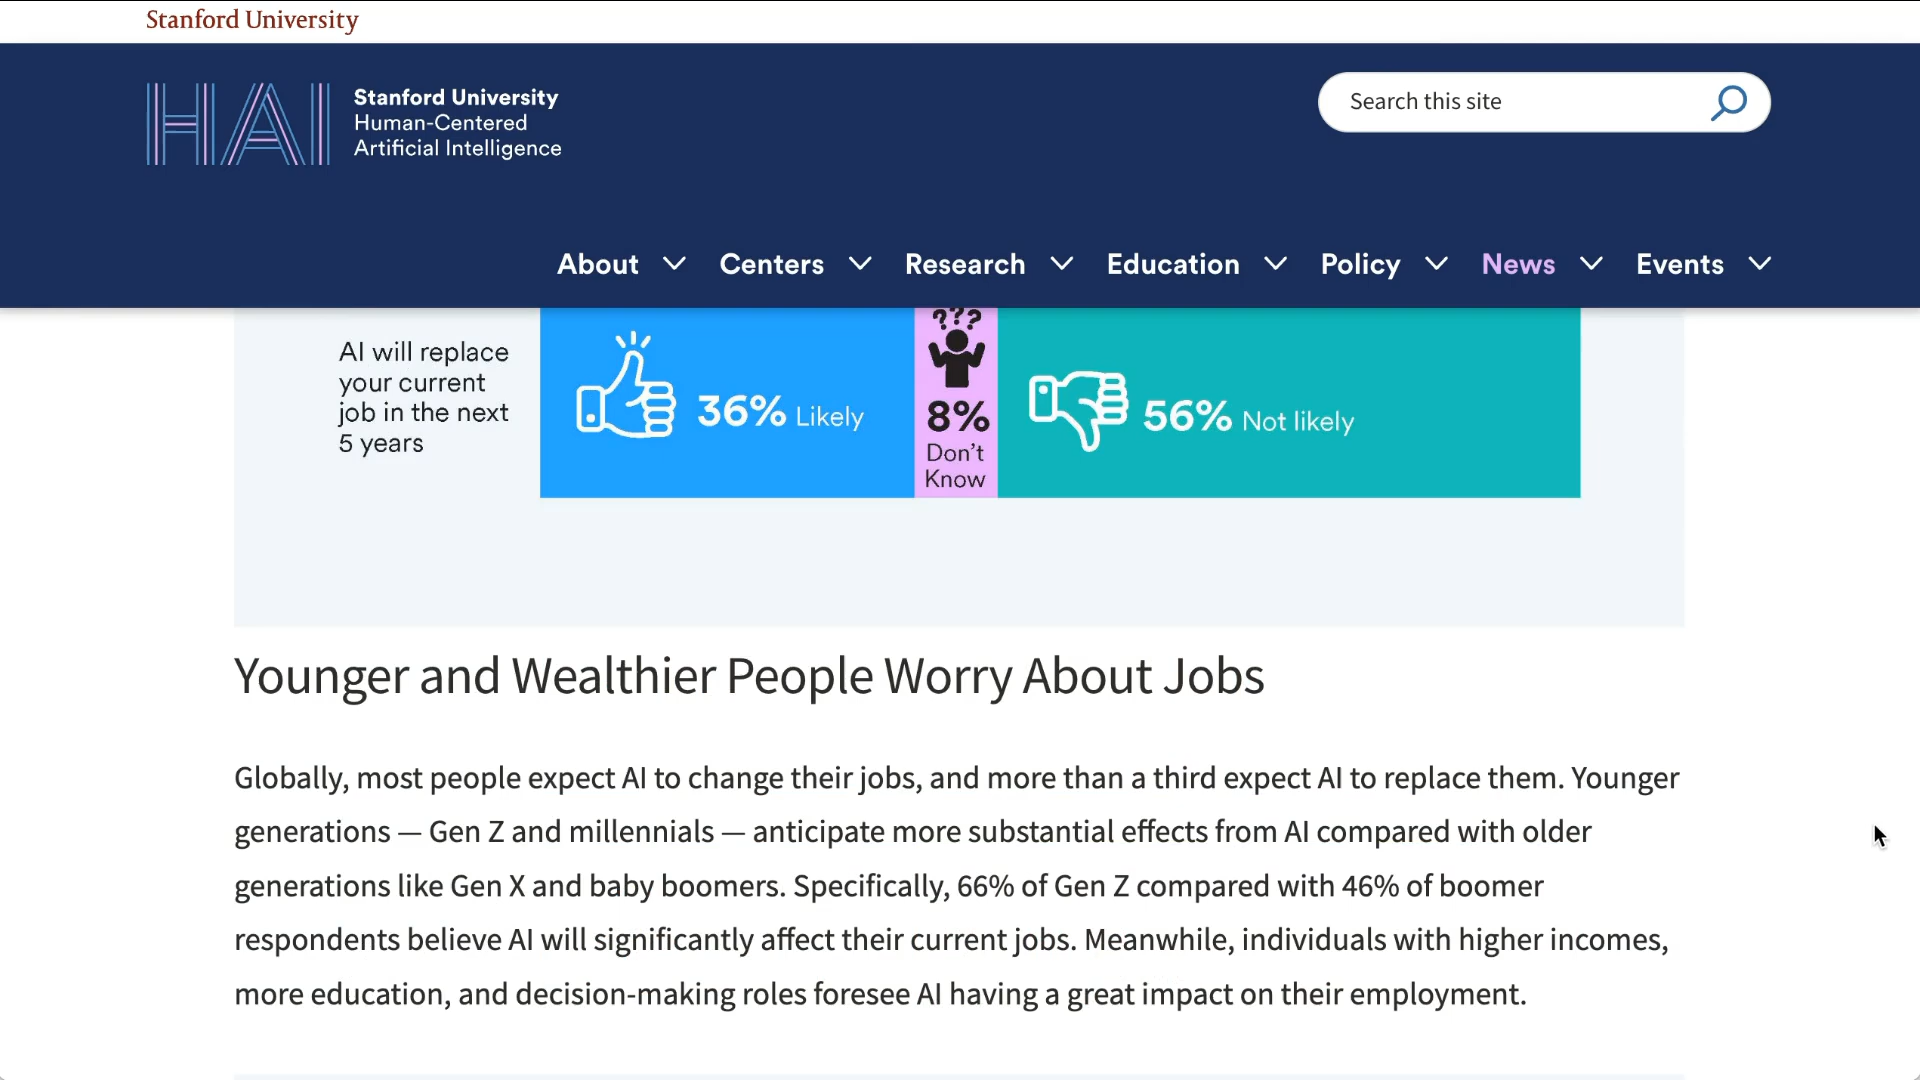 Stanford University
HAI
Stanford University
Human-Centered
Artificial Intelligence
Search this site
About
Centers
Research
Education
Policy
News
Events
AI will replace
your current
job in the next
5 years
36% Likely
???
8%
Don't
Know
56% Not likely
Younger and Wealthier People Worry About Jobs
Globally, most people expect AI to change their jobs, and more than a third expect AI to replace them. Younger
generations — Gen Z and millennials — anticipate more substantial effects from AI compared with older
generations like Gen X and baby boomers. Specifically, 66% of Gen Z compared with 46% of boomer
respondents believe AI will significantly affect their current jobs. Meanwhile, individuals with higher incomes,
more education, and decision-making roles foresee AI having a great impact on their employment.